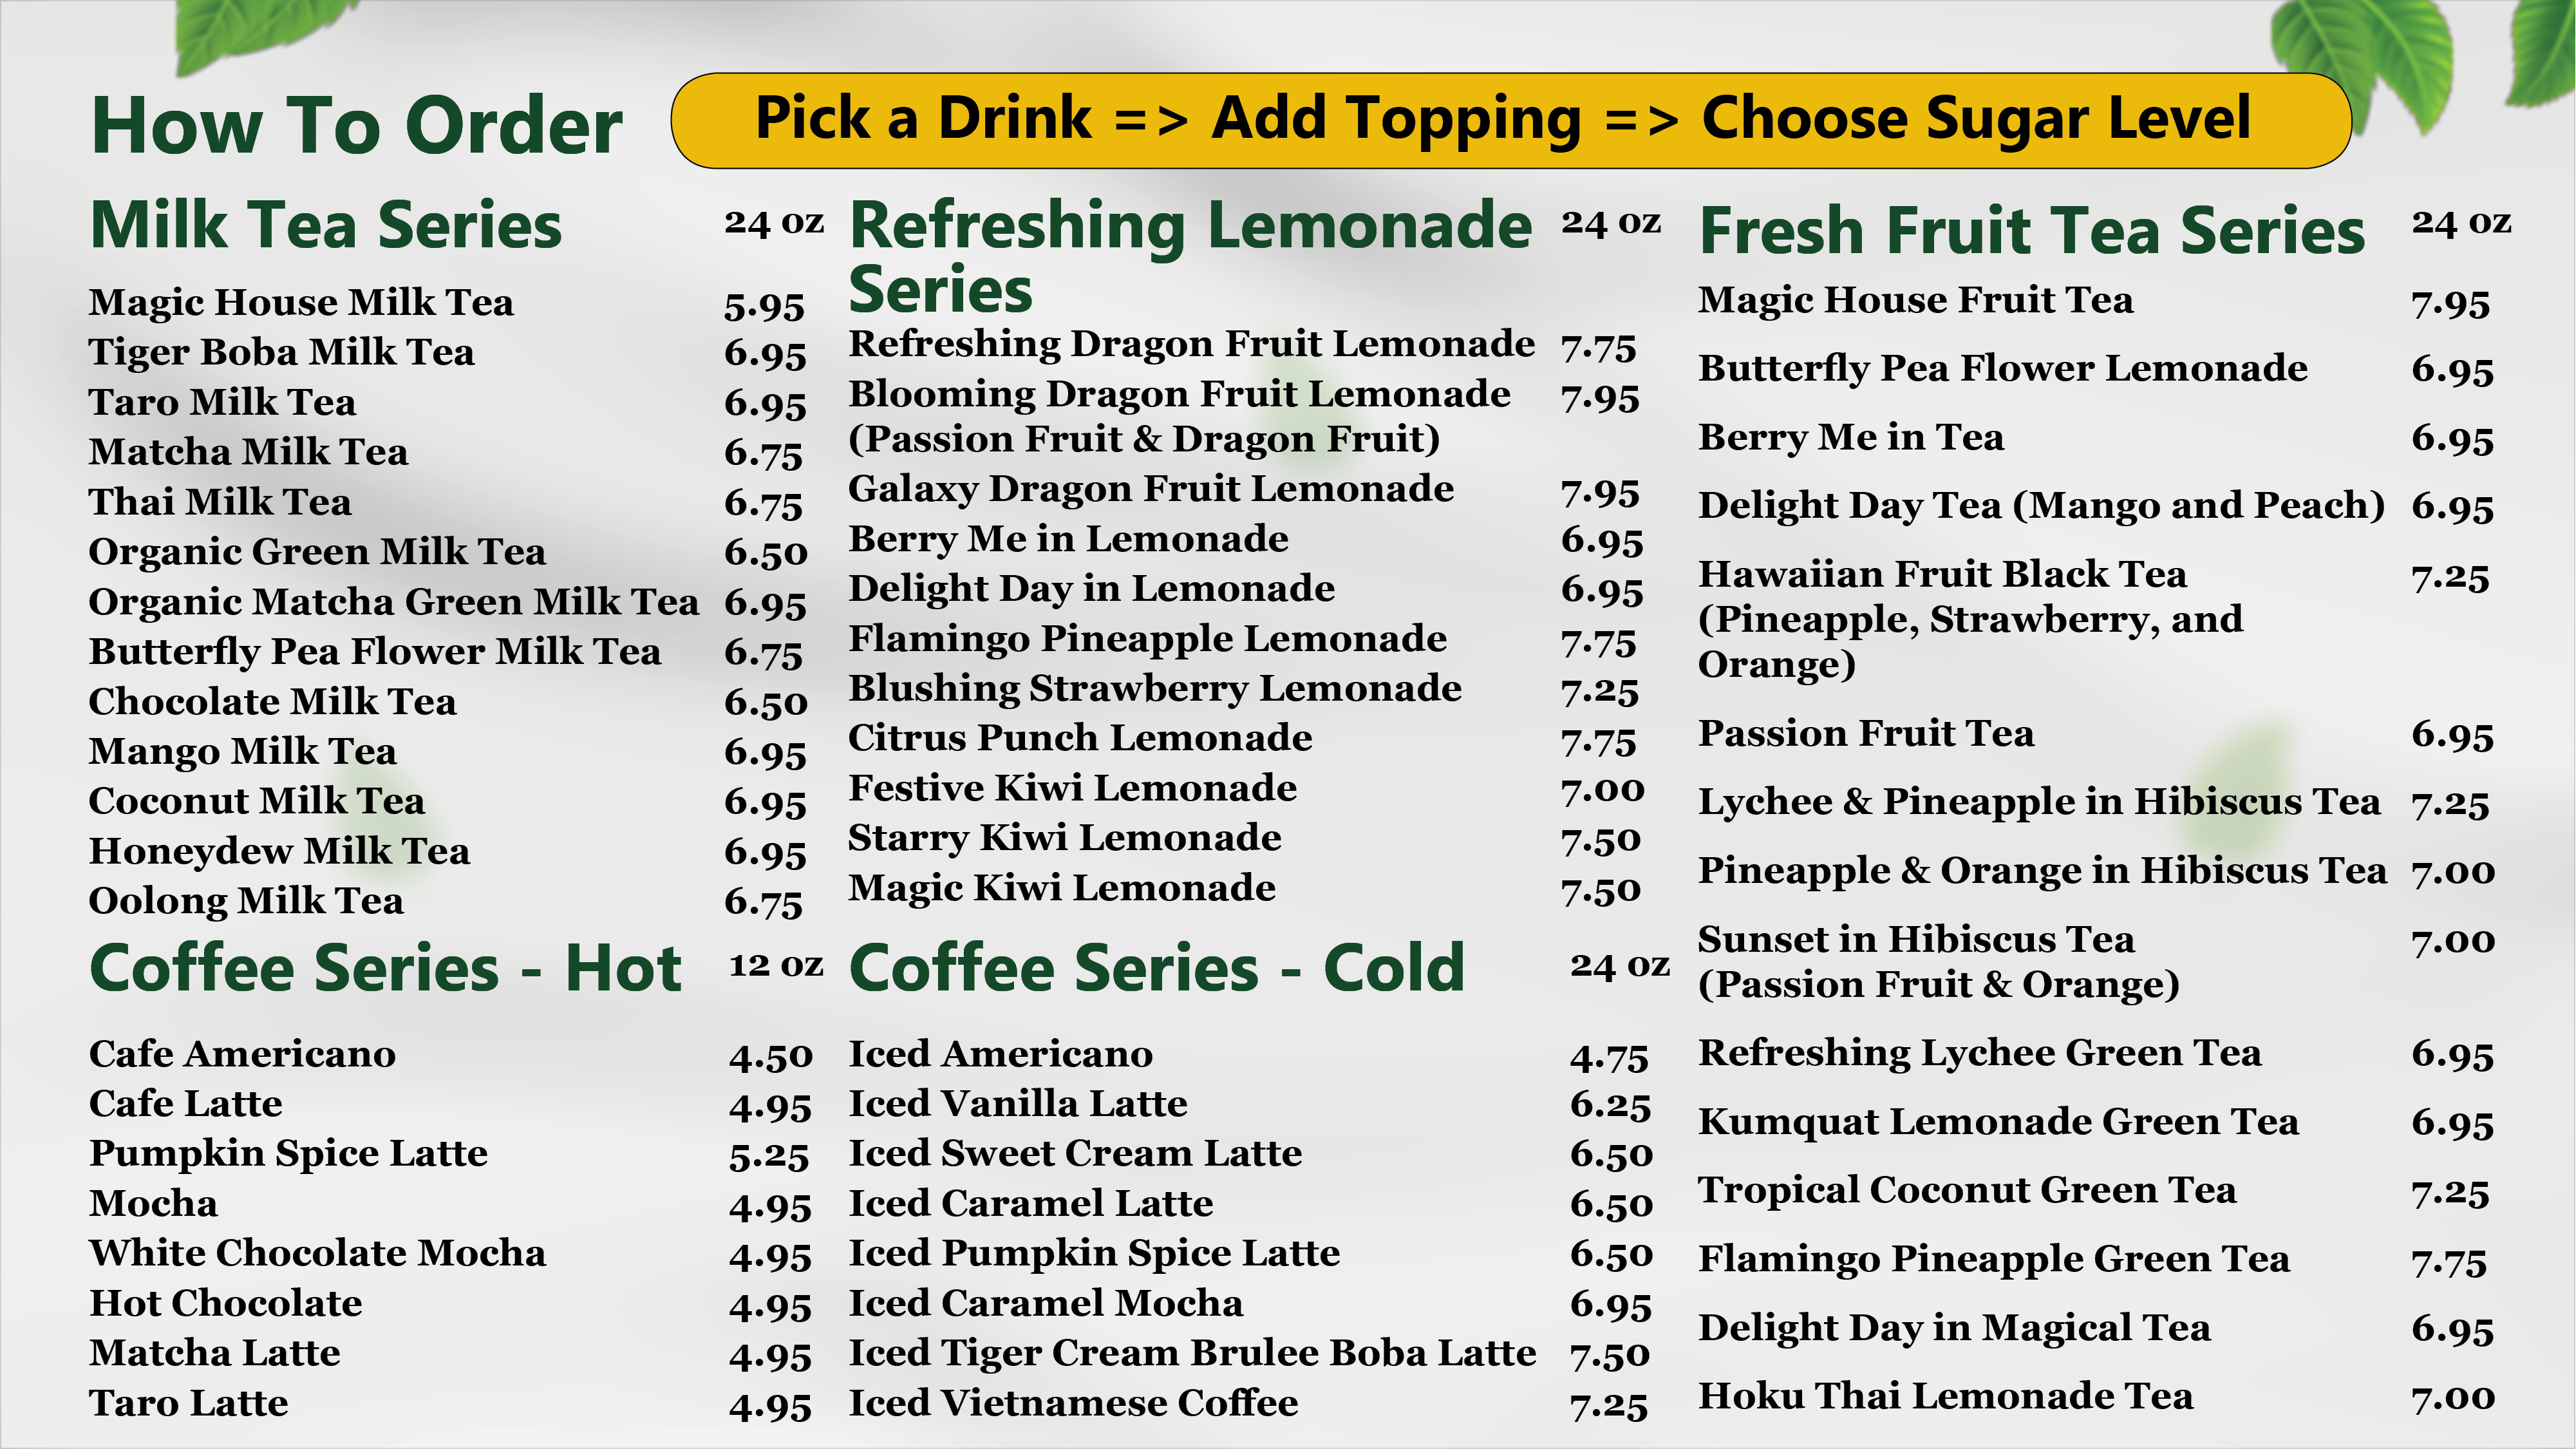 How To Order
Pick a Drink => Add Topping => Choose Sugar Level
Milk Tea Series 24 oz
Magic House Milk Tea 5.95
Tiger Boba Milk Tea 6.95
Taro Milk Tea 6.95
Matcha Milk Tea 6.75
Thai Milk Tea 6.75
Organic Green Milk Tea 6.50
Organic Matcha Green Milk Tea 6.95
Butterfly Pea Flower Milk Tea 6.75
Chocolate Milk Tea 6.50
Mango Milk Tea 6.95
Coconut Milk Tea 6.95
Honeydew Milk Tea 6.95
Oolong Milk Tea 6.75
Coffee Series - Hot 12 oz
Cafe Americano 4.50
Cafe Latte 4.95
Pumpkin Spice Latte 5.25
Mocha 4.95
White Chocolate Mocha 4.95
Hot Chocolate 4.95
Matcha Latte 4.95
Taro Latte 4.95
Refreshing Lemonade 24 oz
Series
Refreshing Dragon Fruit Lemonade 7.75
Blooming Dragon Fruit Lemonade 7.95
(Passion Fruit & Dragon Fruit)
Galaxy Dragon Fruit Lemonade 7.95
Berry Me in Lemonade 6.95
Delight Day in Lemonade 6.95
Flamingo Pineapple Lemonade 7.75
Blushing Strawberry Lemonade 7.25
Citrus Punch Lemonade 7.75
Festive Kiwi Lemonade 7.00
Starry Kiwi Lemonade 7.50
Magic Kiwi Lemonade 7.50
Coffee Series - Cold 24 oz
Iced Americano 4.75
Iced Vanilla Latte 6.25
Iced Sweet Cream Latte 6.50
Iced Caramel Latte 6.50
Iced Pumpkin Spice Latte 6.50
Iced Caramel Mocha 6.95
Iced Tiger Cream Brulee Boba Latte 7.50
Iced Vietnamese Coffee 7.25
Fresh Fruit Tea Series 24 oz
Magic House Fruit Tea 7.95
Butterfly Pea Flower Lemonade 6.95
Berry Me in Tea 6.95
Delight Day Tea (Mango and Peach) 6.95
Hawaiian Fruit Black Tea 7.25
(Pineapple, Strawberry, and
Orange)
Passion Fruit Tea 6.95
Lychee & Pineapple in Hibiscus Tea 7.25
Pineapple & Orange in Hibiscus Tea 7.00
Sunset in Hibiscus Tea 7.00
(Passion Fruit & Orange)
Refreshing Lychee Green Tea 6.95
Kumquat Lemonade Green Tea 6.95
Tropical Coconut Green Tea 7.25
Flamingo Pineapple Green Tea 7.75
Delight Day in Magical Tea 6.95
Hoku Thai Lemonade Tea 7.00